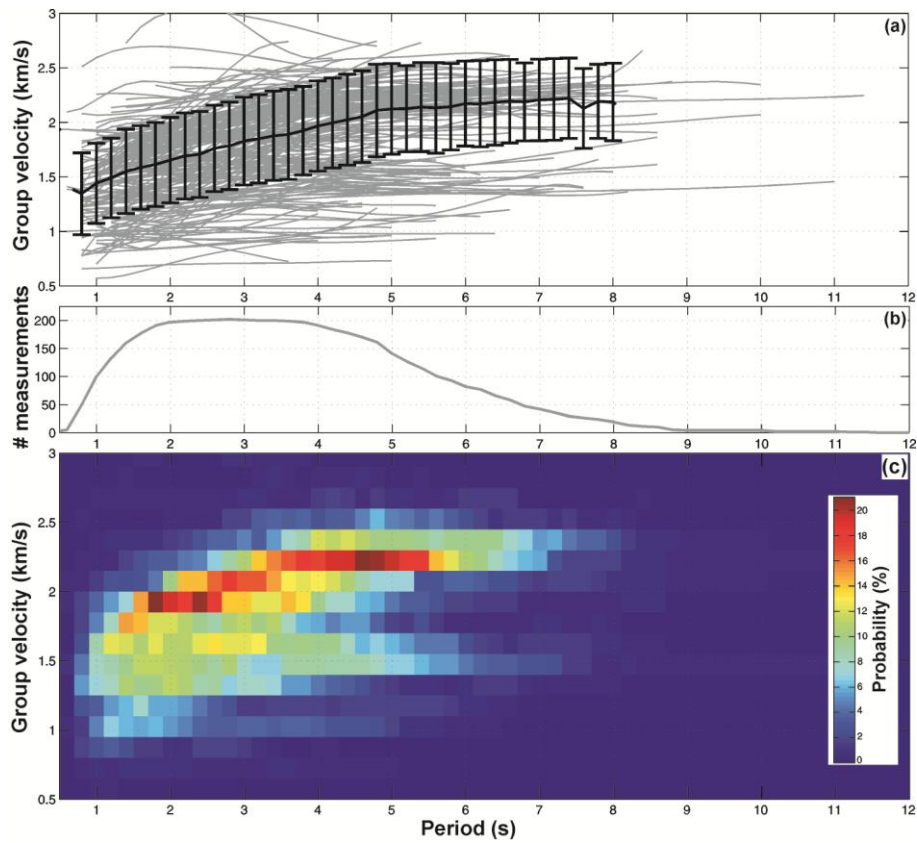 (a)
Group velocity (km/s)
3
2.5
2
1.5
1
0.5
1 2 3 4 5 6 7 8 9 10 11 12
(b)
# measurements
200
150
100
50
0
1 2 3 4 5 6 7 8 9 10 11 12
(c)
Group velocity (km/s)
3
2.5
2
1.5
1
0.5
Probability (%)
20
18
16
14
12
10
8
6
4
2
0
1 2 3 4 5 6 7 8 9 10 11 12
Period (s)